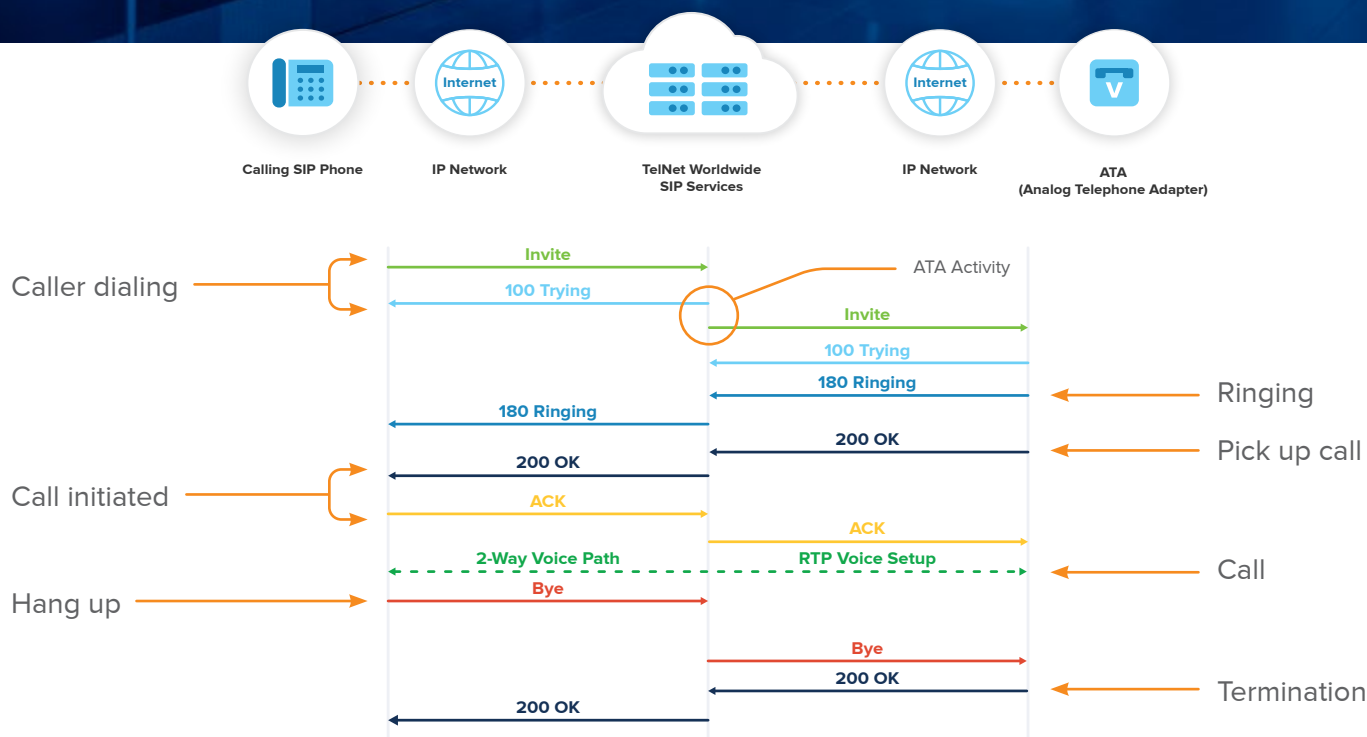 Internet
Internet
V
Calling SIP Phone
IP Network
TelNet Worldwide
SIP Services
IP Network
ATA
(Analog Telephone Adapter)
Invite
ATA Activity
Caller dialing
100 Trying
Invite
100 Trying
180 Ringing
Ringing
180 Ringing
200 OK
Pick up call
200 OK
Call initiated
ACK
ACK
2-Way Voice Path
RTP Voice Setup
Call
Bye
Hang up
Bye
200 OK
Termination
200 OK